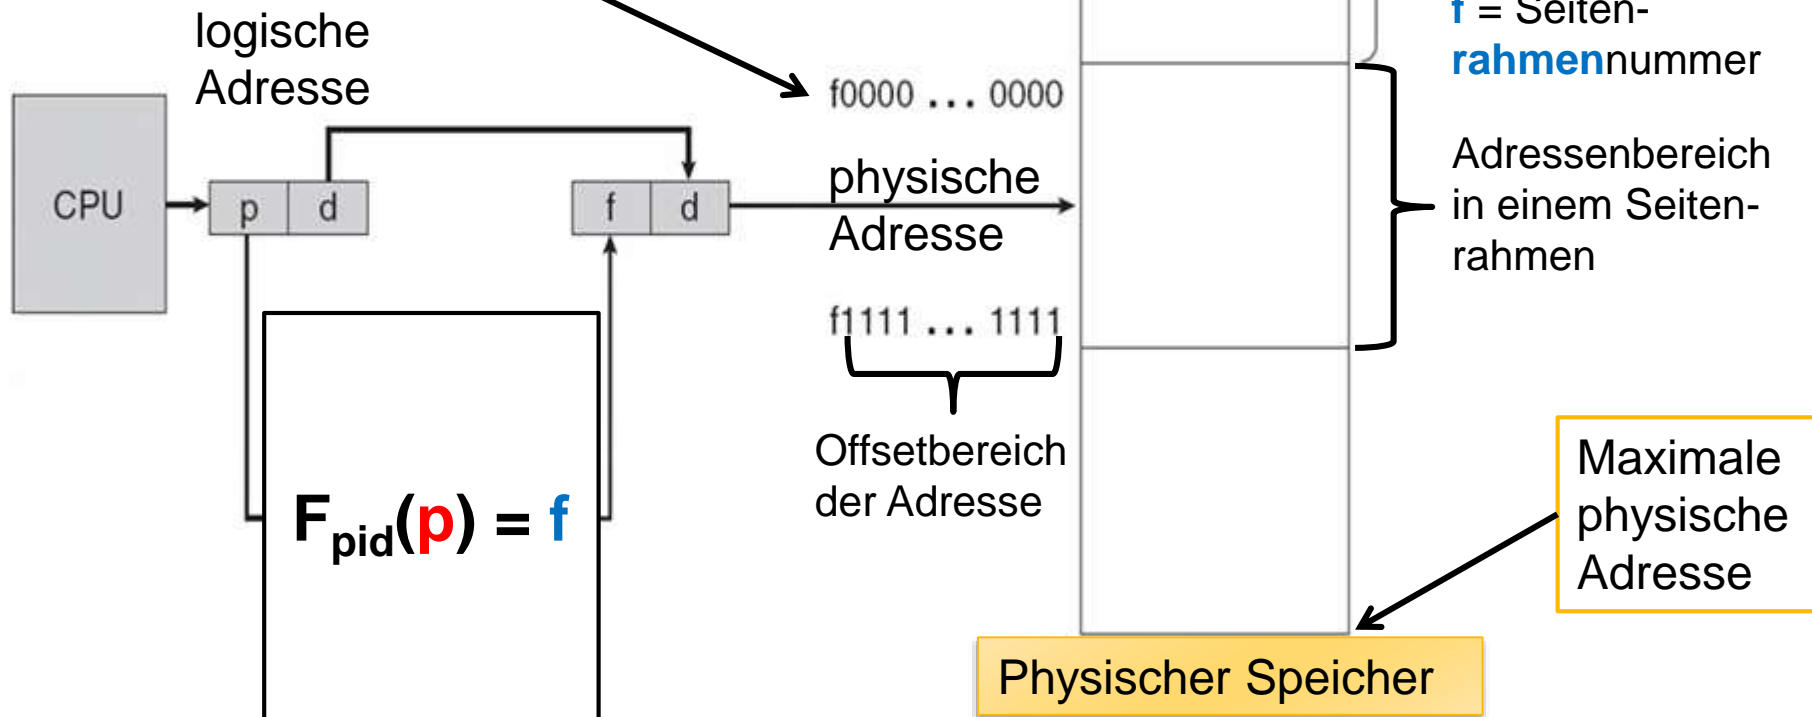 logische
Adresse
CPU
p d
f d
F_pid(p) = f
f0000 ... 0000
physische
Adresse
f1111 ... 1111
Offsetbereich
der Adresse
f = Seiten-
rahmennummer
Adressenbereich
in einem Seiten-
rahmen
Maximale
physische
Adresse
Physischer Speicher